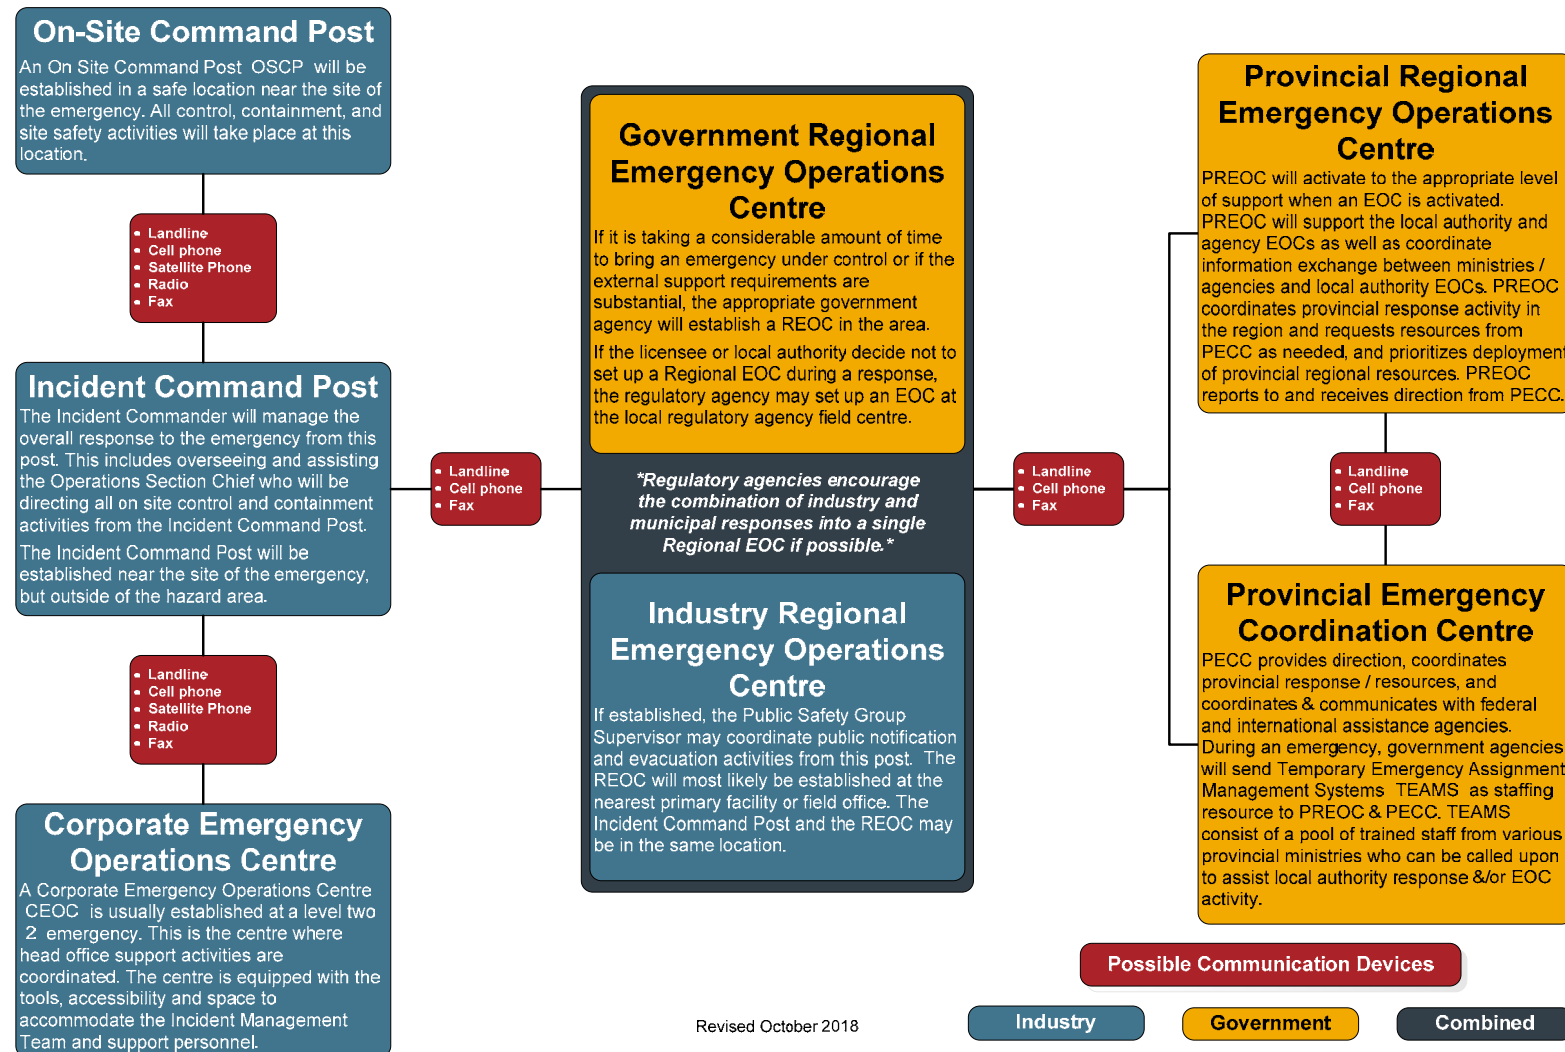 On-Site Command Post
An On Site Command Post OSCP will be
established in a safe location near the site of
the emergency. All control, containment, and
site safety activities will take place at this
location.
• Landline
• Cell phone
• Satellite Phone
• Radio
• Fax
Incident Command Post
The Incident Commander will manage the
overall response to the emergency from this
post. This includes overseeing and assisting
the Operations Section Chief who will be
directing all on site control and containment
activities from the Incident Command Post.
The Incident Command Post will be
established near the site of the emergency,
but outside of the hazard area.
• Landline
• Cell phone
• Satellite Phone
• Radio
• Fax
Corporate Emergency
Operations Centre
A Corporate Emergency Operations Centre
CEOC is usually established at a level two
2 emergency. This is the centre where
head office support activities are
coordinated. The centre is equipped with the
tools, accessibility and space to
accommodate the Incident Management
Team and support personnel.
• Landline
• Cell phone
• Fax
Government Regional
Emergency Operations
Centre
If it is taking a considerable amount of time
to bring an emergency under control or if the
external support requirements are
substantial, the appropriate government
agency will establish a REOC in the area.
If the licensee or local authority decide not to
set up a Regional EOC during a response,
the regulatory agency may set up an EOC at
the local regulatory agency field centre.
*Regulatory agencies encourage
the combination of industry and
municipal responses into a single
Regional EOC if possible.*
Industry Regional
Emergency Operations
Centre
If established, the Public Safety Group
Supervisor may coordinate public notification
and evacuation activities from this post. The
REOC will most likely be established at the
nearest primary facility or field office. The
Incident Command Post and the REOC may
be in the same location.
• Landline
• Cell phone
• Fax
Provincial Regional
Emergency Operations
Centre
PREOC will activate to the appropriate level
of support when an EOC is activated.
PREOC will support the local authority and
agency EOCs as well as coordinate
information exchange between ministries /
agencies and local authority EOCs. PREOC
coordinates provincial response activity in
the region and requests resources from
PECC as needed, and prioritizes deployment
of provincial regional resources. PREOC
reports to and receives direction from PECC.
• Landline
• Cell phone
• Fax
Provincial Emergency
Coordination Centre
PECC provides direction, coordinates
provincial response / resources, and
coordinates & communicates with federal
and international assistance agencies.
During an emergency, government agencies
will send Temporary Emergency Assignment
Management Systems TEAMS as staffing
resource to PREOC & PECC. TEAMS
consist of a pool of trained staff from various
provincial ministries who can be called upon
to assist local authority response &/or EOC
activity.
Possible Communication Devices
Revised October 2018
Industry
Government
Combined